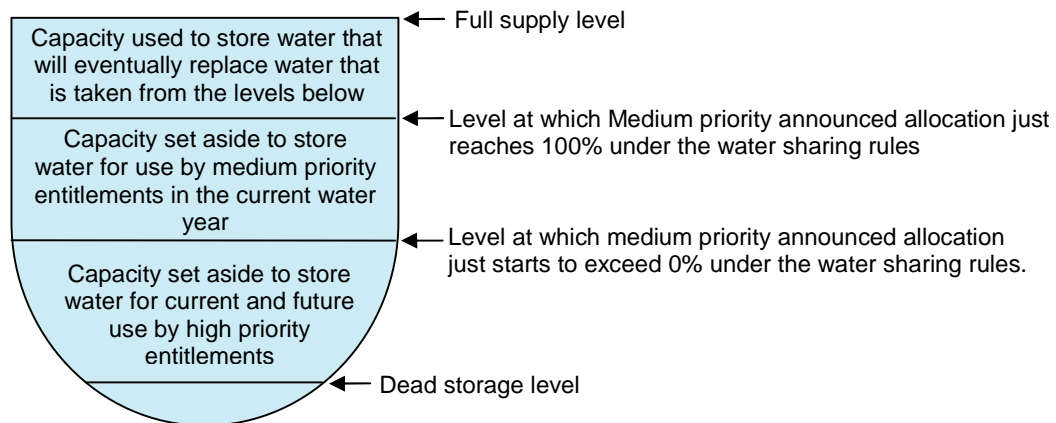 Full supply level
Capacity used to store water that
will eventually replace water that
is taken from the levels below
Level at which Medium priority announced allocation just
reaches 100% under the water sharing rules
Capacity set aside to store
water for use by medium priority
entitlements in the current water
year
Level at which medium priority announced allocation
just starts to exceed 0% under the water sharing rules.
Capacity set aside to store
water for current and future
use by high priority
entitlements
Dead storage level